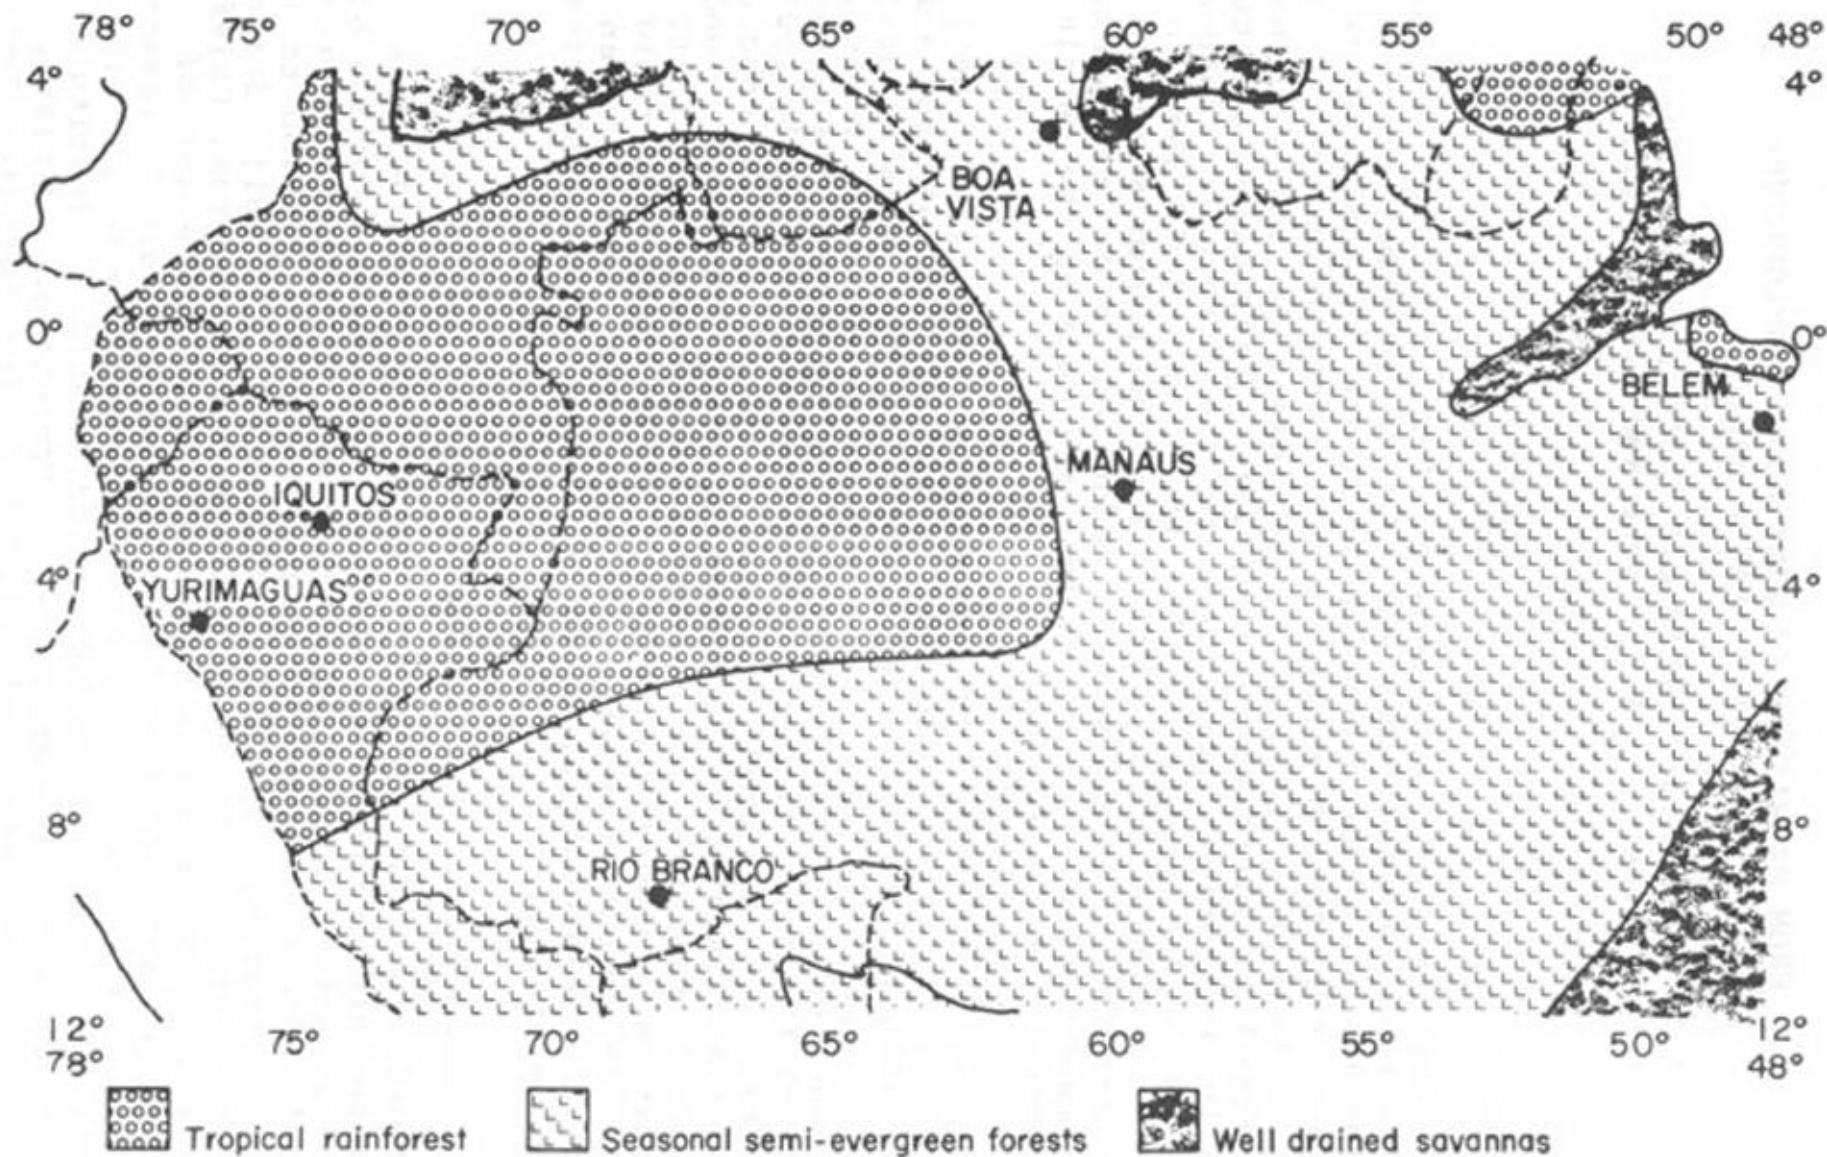 78° 75° 70° 65° 60° 55° 50° 48°
4° 4°
BOA
VISTA
0° 0°
BELEM
MANAUS
IQUITOS
4° 4°
YURIMAGUAS
8° 8°
RIO BRANCO
12° 12°
78° 75° 70° 65° 60° 55° 50° 48°
Tropical rainforest Seasonal semi-evergreen forests Well drained savannas